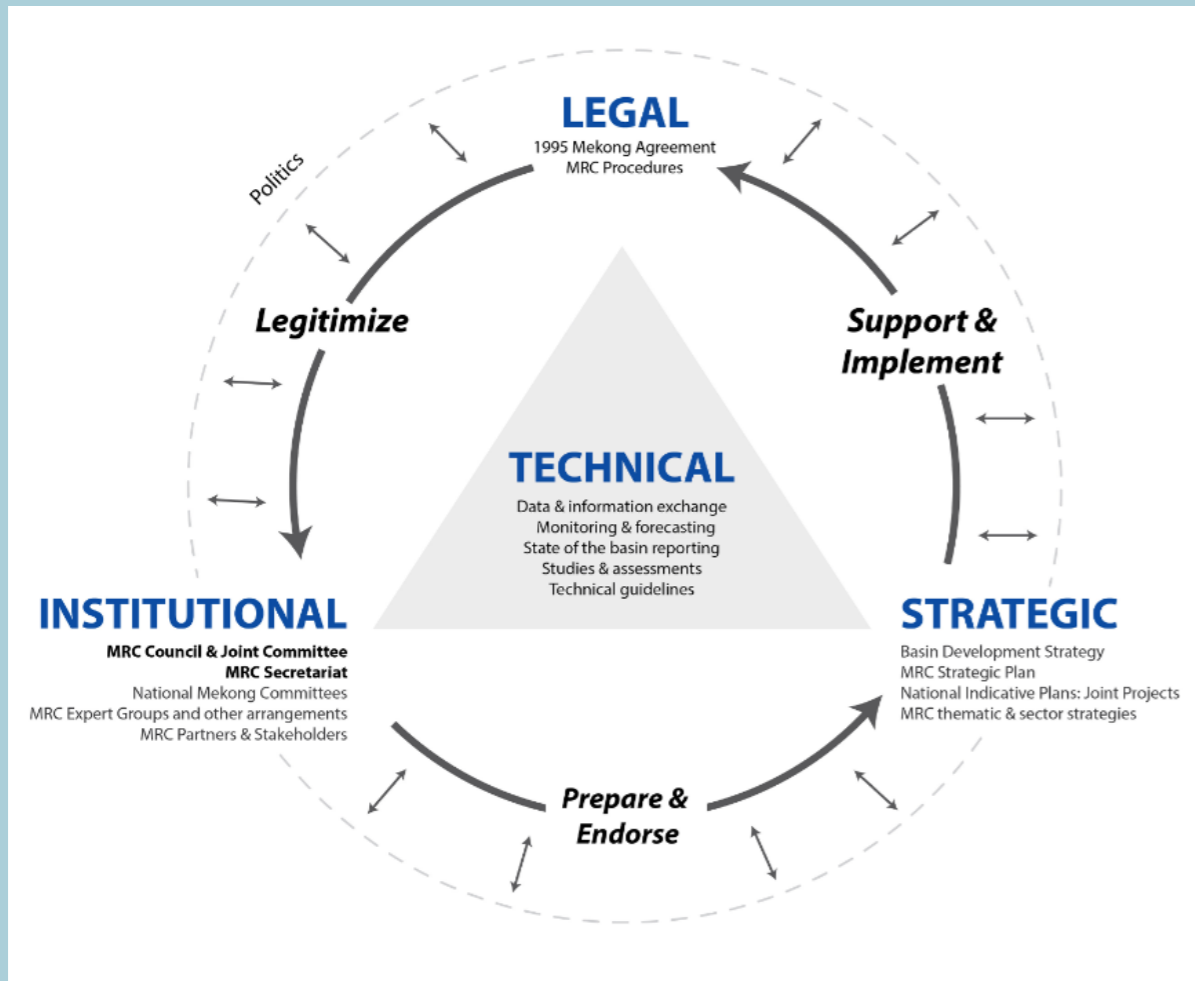 LEGAL
1995 Mekong Agreement
MRC Procedures
Politics
Legitimize
Support &
Implement
TECHNICAL
Data & information exchange
Monitoring & forecasting
State of the basin reporting
Studies & assessments
Technical guidelines
INSTITUTIONAL
MRC Council & Joint Committee
MRC Secretariat
National Mekong Committees
MRC Expert Groups and other arrangements
MRC Partners & Stakeholders
STRATEGIC
Basin Development Strategy
MRC Strategic Plan
National Indicative Plans: Joint Projects
MRC thematic & sector strategies
Prepare &
Endorse